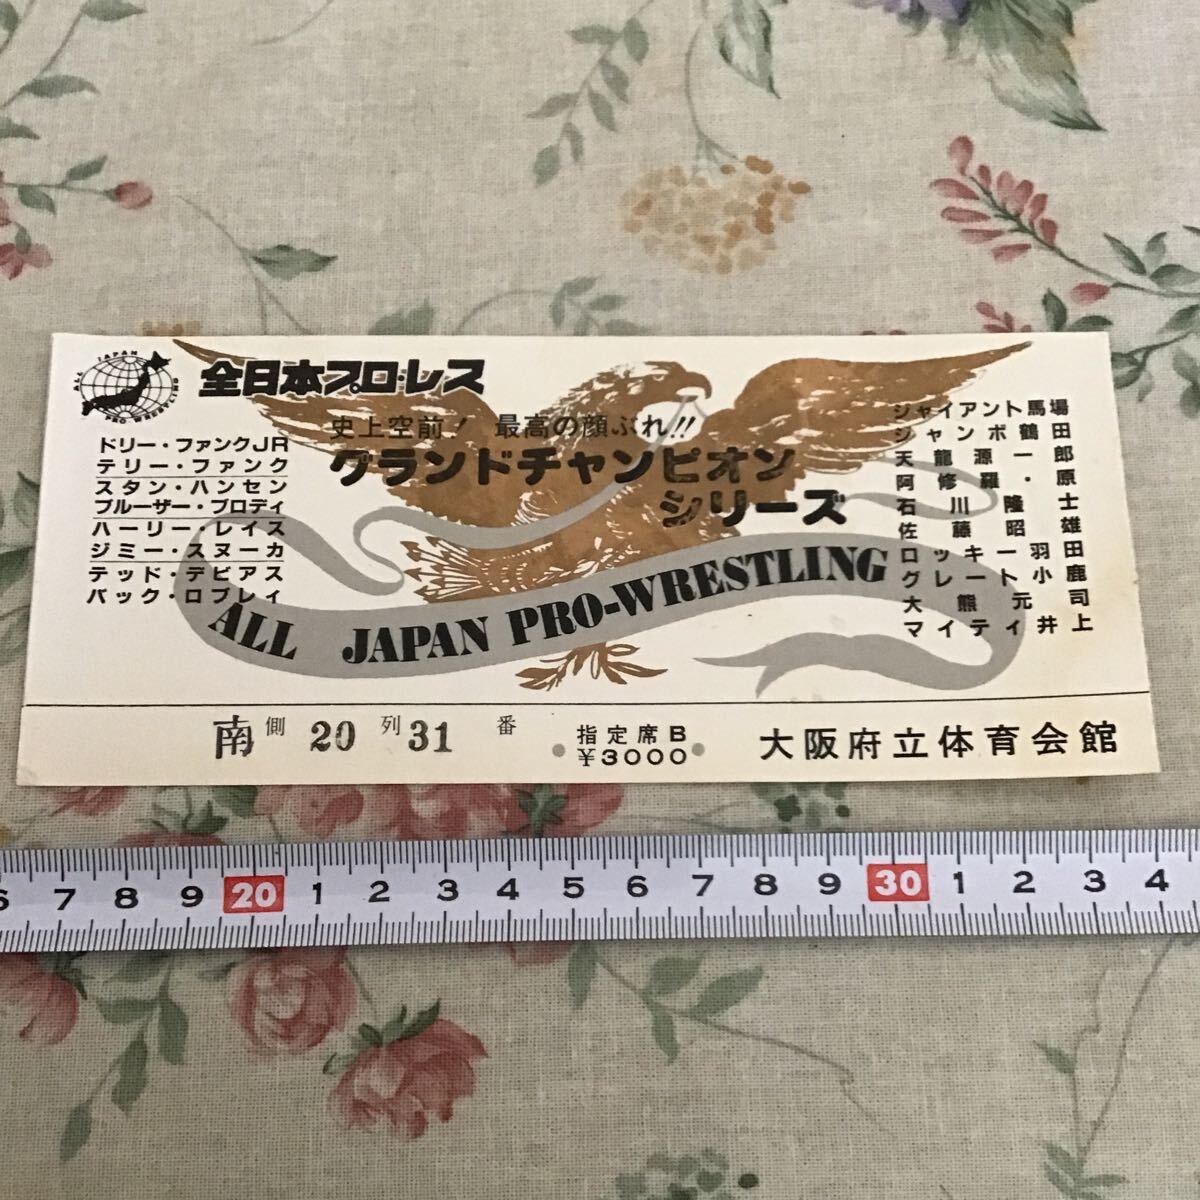 ALL JAPAN PRO WRESTLING
全日本プロ・レス
史上空前！ 最高の顔ぶれ!!
グランドチャンピオン
シリーズ
ドリー・ファンクJR
テリー・ファンク
スタン・ハンセン
ブルーザー・ブロディ
ハーリー・レイス
ジミー・スヌーカ
テッド・デビアス
バック・ロブレイ
ジャイアント馬場
ジャンボ鶴田
天龍源一郎
阿修羅・原
石川隆士
佐藤昭雄
ロッキー羽田
グレート小鹿
大熊元司
マイティ井上
ALL JAPAN PRO-WRESTLING
南側 20列 31番
指定席B
¥3000
大阪府立体育会館
6 7 8 9 20 1 2 3 4 5 6 7 8 9 30 1 2 3 4